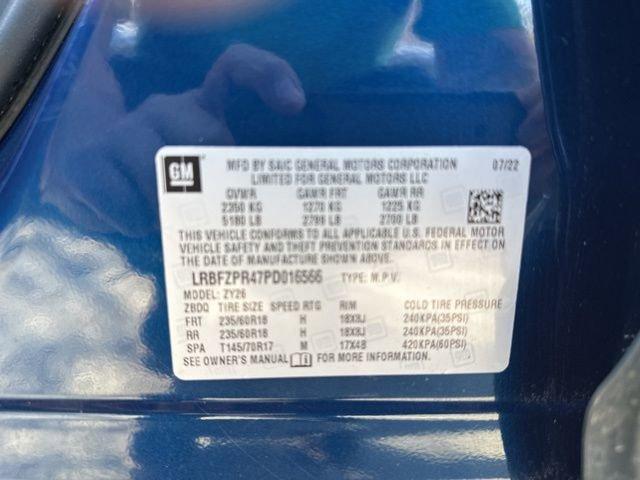 GM
MFD BY SAIC GENERAL MOTORS CORPORATION 07/22
LIMITED FOR GENERAL MOTORS LLC
GVWR GAWR FRT GAWR RR
2350 KG 1270 KG 1225 KG
5180 LB 2799 LB 2700 LB
THIS VEHICLE CONFORMS TO ALL APPLICABLE U.S. FEDERAL MOTOR
VEHICLE SAFETY AND THEFT PREVENTION STANDARDS IN EFFECT ON
THE DATE OF MANUFACTURE SHOWN ABOVE.
LRBFZPR47PD016566 TYPE: M.P.V.
MODEL: ZY26
ZBDQ TIRE SIZE SPEED RTG RIM COLD TIRE PRESSURE
FRT 235/60R18 H 18X8J 240KPA(35PSI)
RR 235/60R18 H 18X8J 240KPA(35PSI)
SPA T145/70R17 M 17X4B 420KPA(60PSI)
SEE OWNER'S MANUAL FOR MORE INFORMATION